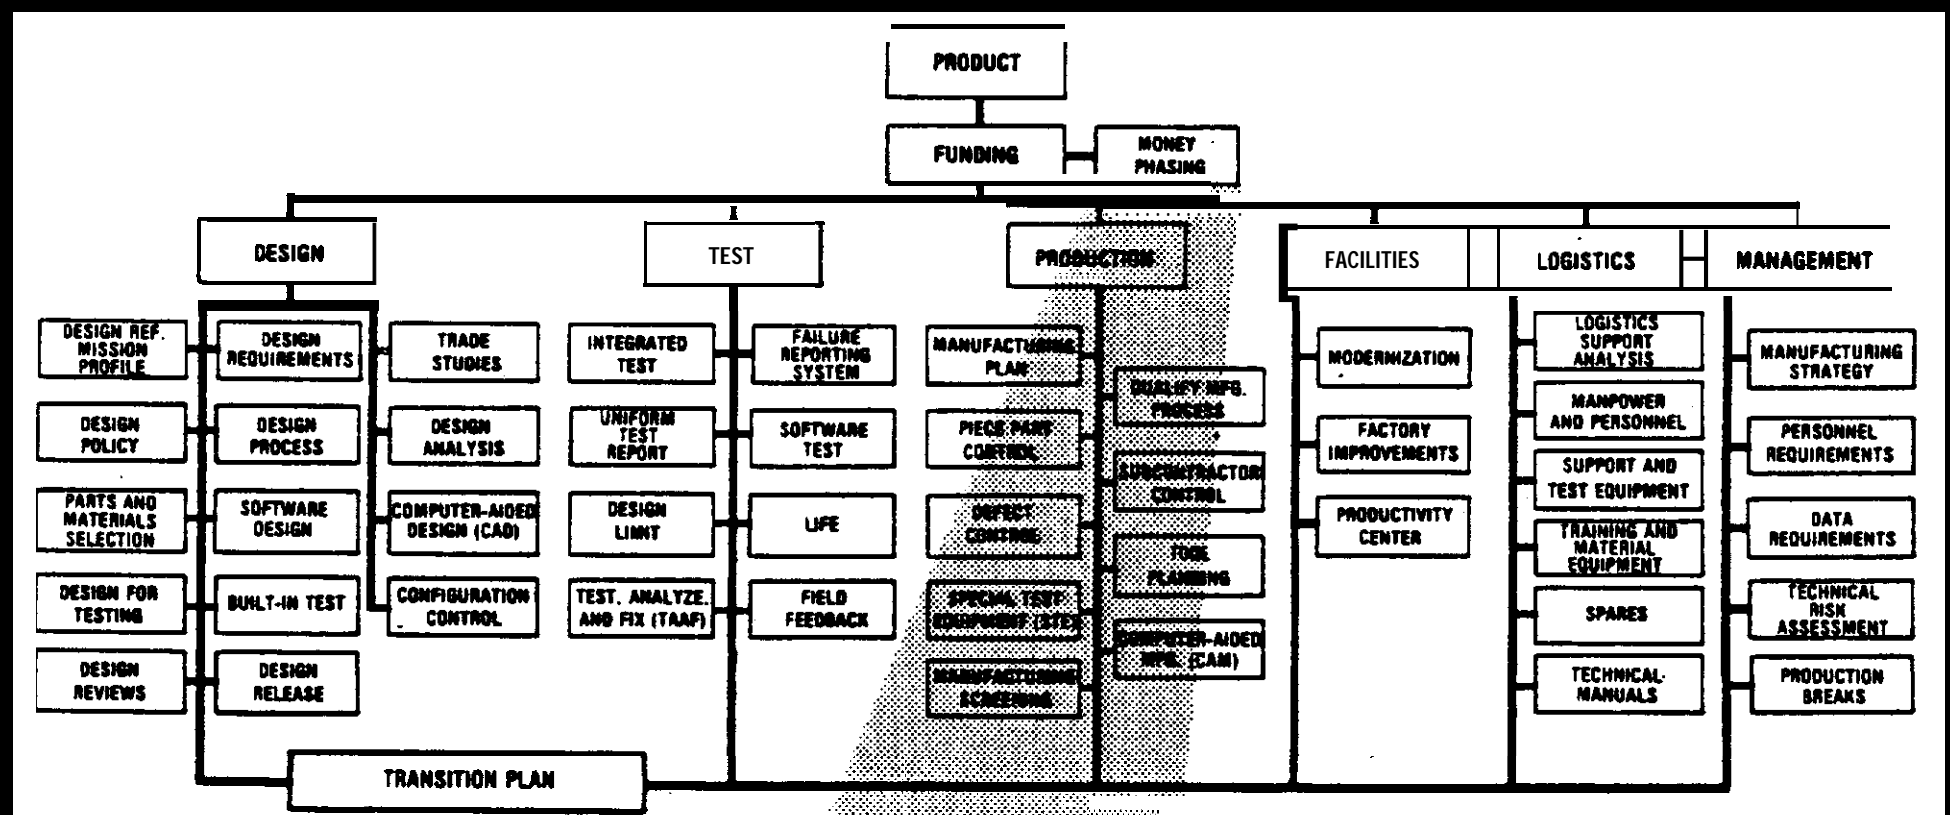 PRODUCT
FUNDING
MONEY
PHASING
DESIGN
TEST
PRODUCTION
FACILITIES
LOGISTICS
MANAGEMENT
DESIGN REF.
MISSION
PROFILE
DESIGN
REQUIREMENTS
TRADE
STUDIES
DESIGN
POLICY
DESIGN
PROCESS
DESIGN
ANALYSIS
PARTS AND
MATERIALS
SELECTION
SOFTWARE
DESIGN
COMPUTER-AIDED
DESIGN (CAD)
DESIGN FOR
TESTING
BUILT-IN TEST
CONFIGURATION
CONTROL
DESIGN
REVIEWS
DESIGN
RELEASE
INTEGRATED
TEST
FAILURE
REPORTING
SYSTEM
UNIFORM
TEST
REPORT
SOFTWARE
TEST
DESIGN
LIMIT
LIFE
TEST. ANALYZE.
AND FIX (TAAF)
FIELD
FEEDBACK
MANUFACTURING
PLAN
QUALIFY MFG.
PROCESS
PIECE PART
CONTROL
SUBCONTRACTOR
CONTROL
DEFECT
CONTROL
TOOL
PLANNING
SPECIAL TEST
EQUIPMENT (STE)
COMPUTER-AIDED
MFG. (CAM)
MANUFACTURING
SCREENING
MODERNIZATION
FACTORY
IMPROVEMENTS
PRODUCTIVITY
CENTER
LOGISTICS
SUPPORT
ANALYSIS
MANPOWER
AND PERSONNEL
SUPPORT AND
TEST EQUIPMENT
TRAINING AND
MATERIAL
EQUIPMENT
SPARES
TECHNICAL
MANUALS
MANUFACTURING
STRATEGY
PERSONNEL
REQUIREMENTS
DATA
REQUIREMENTS
TECHNICAL
RISK
ASSESSMENT
PRODUCTION
BREAKS
TRANSITION PLAN